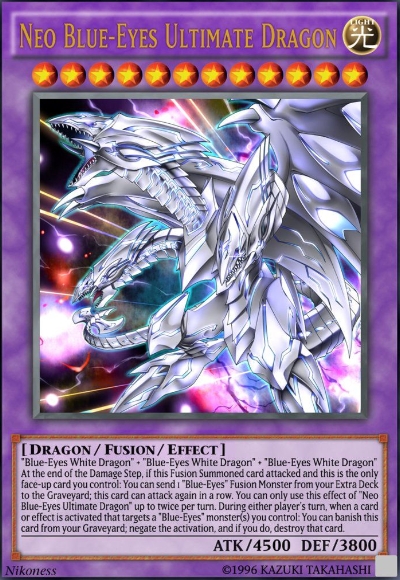 Neo Blue-Eyes Ultimate Dragon
LIGHT
光
[ Dragon / Fusion / Effect ]
"Blue-Eyes White Dragon" + "Blue-Eyes White Dragon" + "Blue-Eyes White Dragon"
At the end of the Damage Step, if this Fusion Summoned card attacked and this is the only
face-up card you control: You can send 1 "Blue-Eyes" Fusion Monster from your Extra Deck
to the Graveyard; this card can attack again in a row. You can only use this effect of "Neo
Blue-Eyes Ultimate Dragon" up to twice per turn. During either player's turn, when a card
or effect is activated that targets a "Blue-Eyes" monster(s) you control: You can banish this
card from your Graveyard; negate the activation, and if you do, destroy that card.
ATK/4500 DEF/3800
Nikoness
©1996 KAZUKI TAKAHASHI